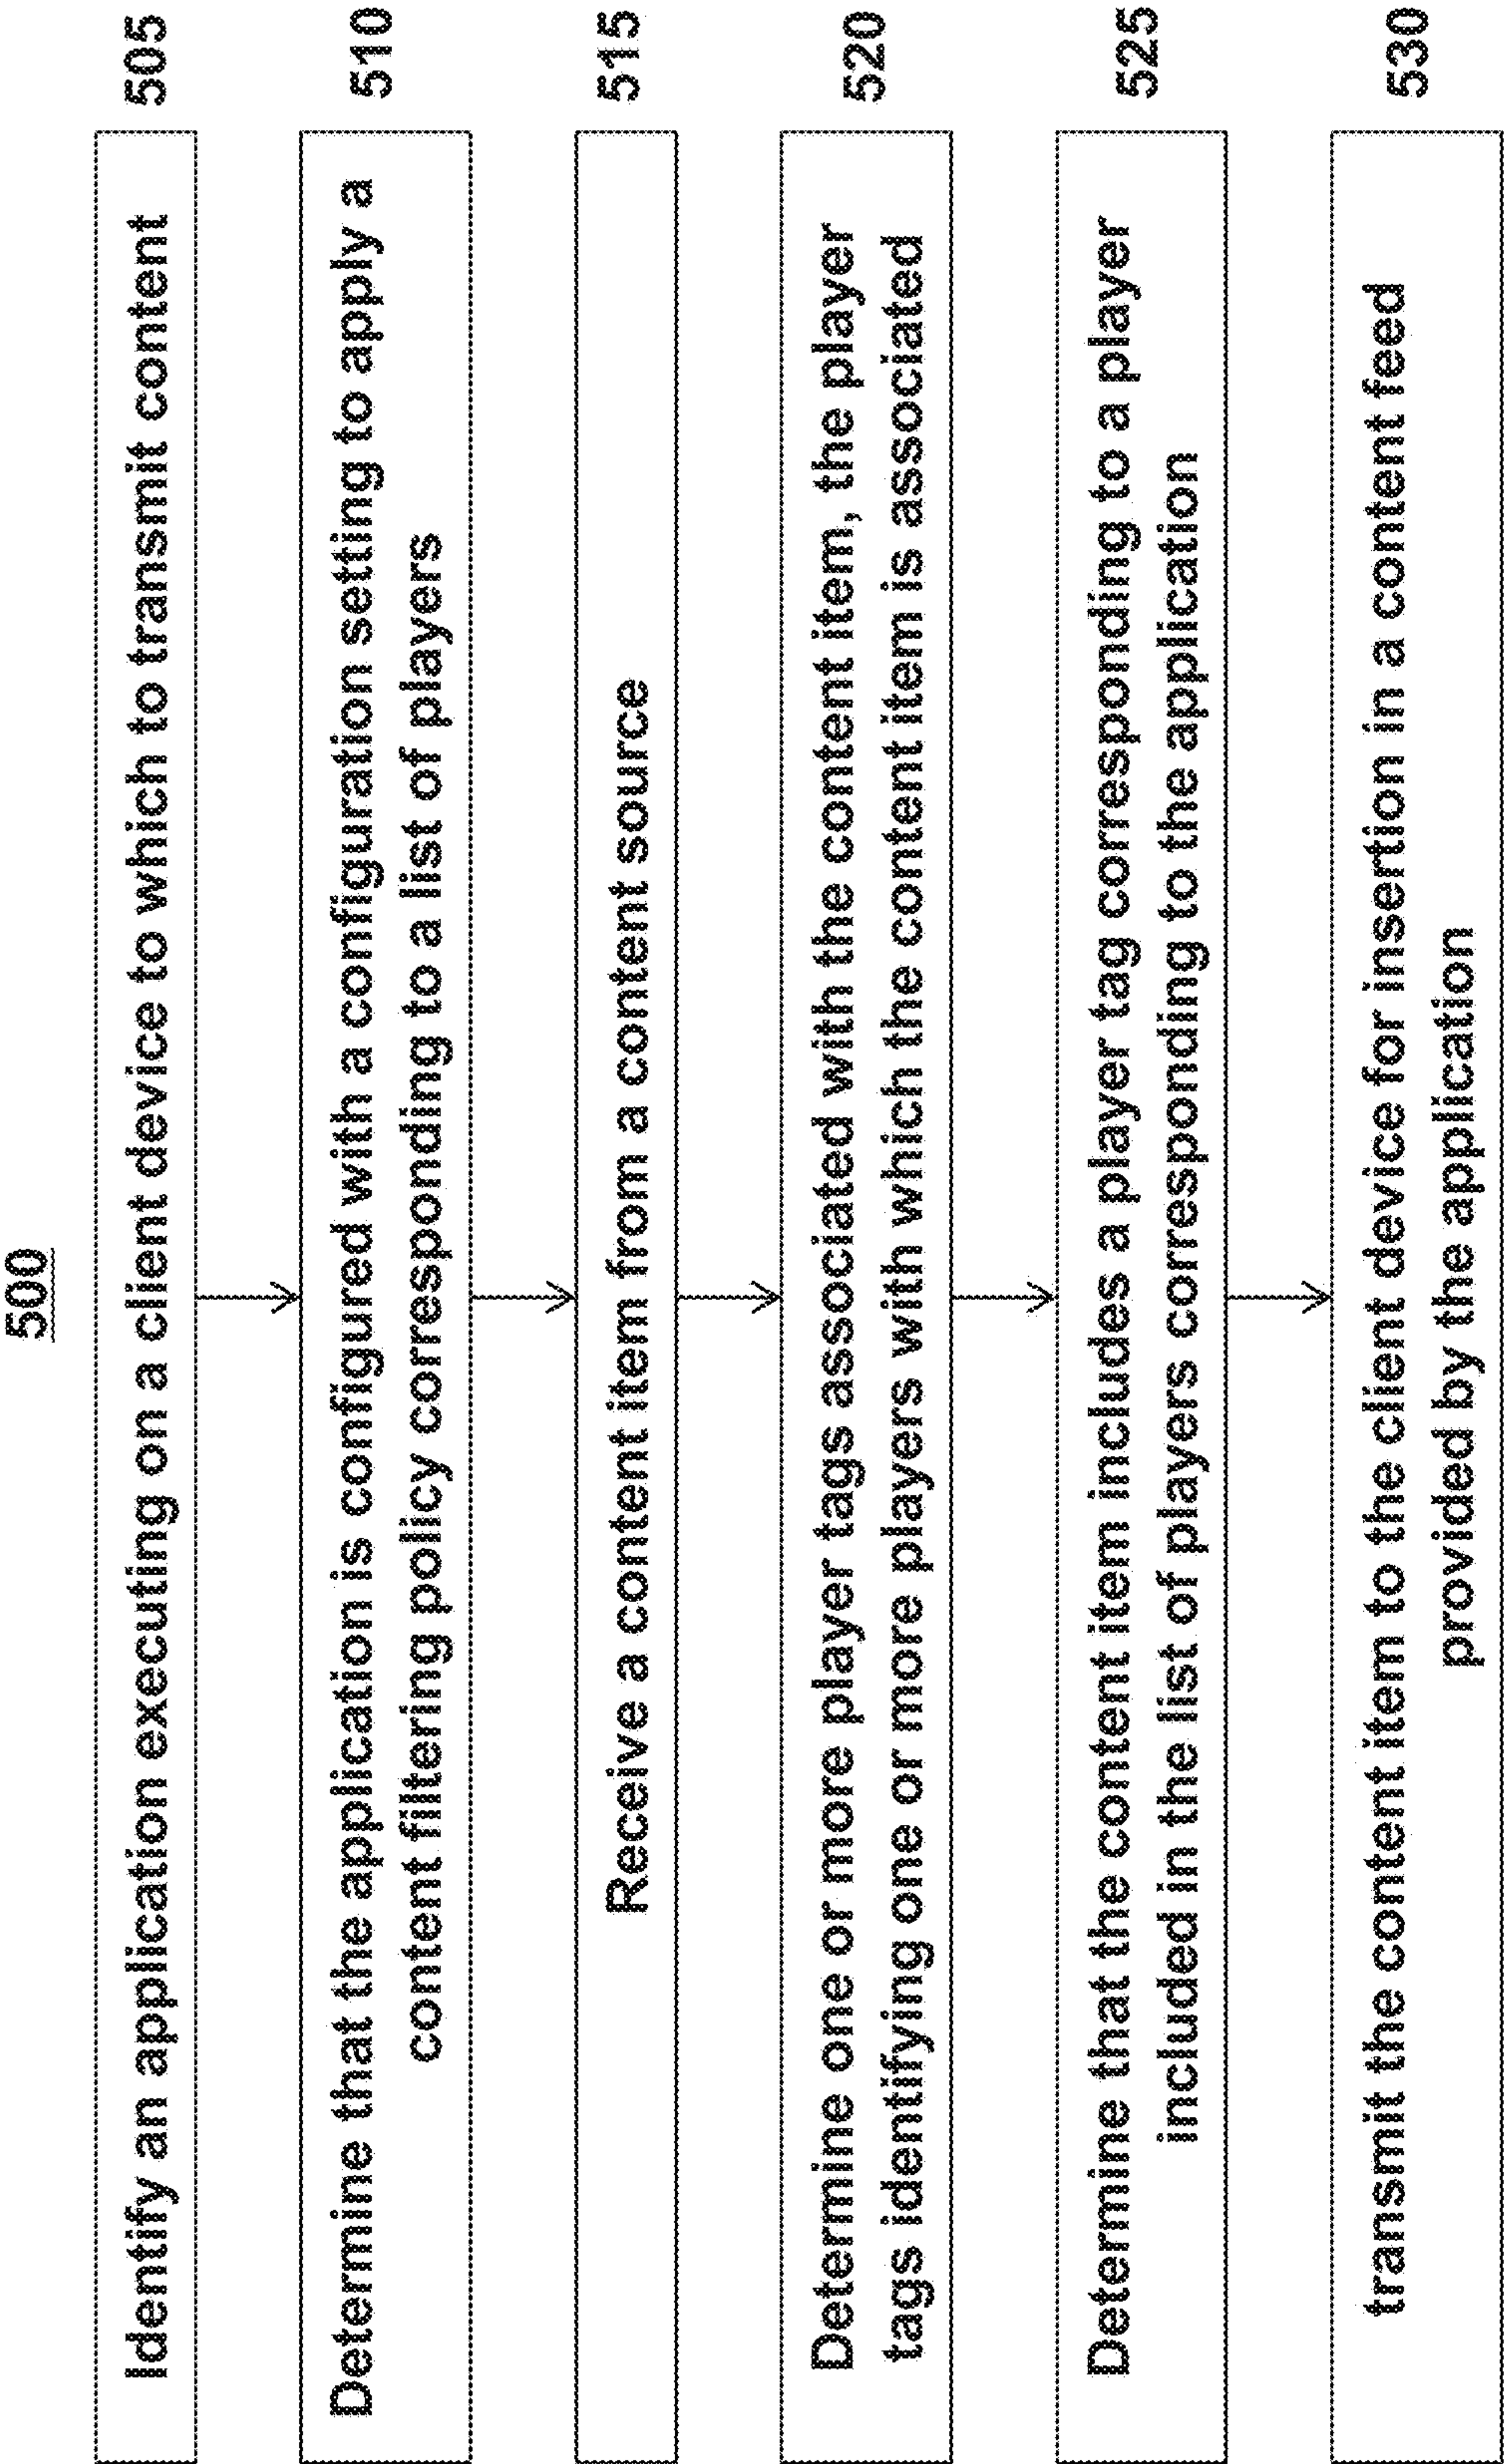 500
Identify an application executing on a client device to which to transmit content
505
Determine that the application is configured with a configuration setting to apply a
content filtering policy corresponding to a list of players
510
Receive a content item from a content source
515
Determine one or more player tags associated with the content item, the player
tags identifying one or more players with which the content item is associated
520
Determine that the content item includes a player tag corresponding to a player
included in the list of players corresponding to the application
525
transmit the content item to the client device for insertion in a content feed
provided by the application
530